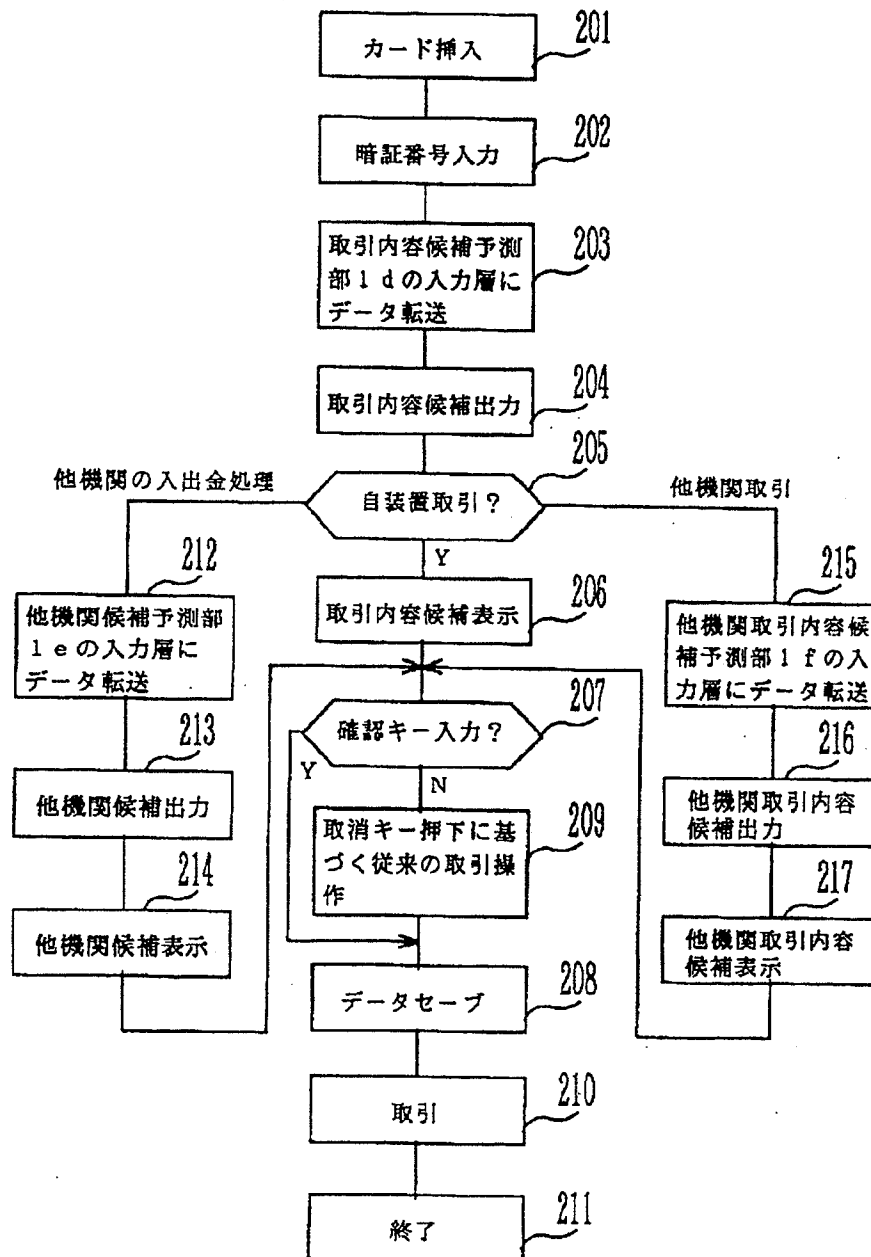 カード挿入
201
暗証番号入力
202
取引内容候補予測
部1dの入力層に
データ転送
203
取引内容候補出力
204
自装置取引?
205
他機関の入出金処理
他機関取引
Y
取引内容候補表示
206
他機関候補予測部
1eの入力層に
データ転送
212
他機関取引内容候
補予測部1fの入
力層にデータ転送
215
確認キー入力?
207
Y
N
他機関候補出力
213
取消キー押下に基
づく従来の取引操
作
209
他機関取引内容
候補出力
216
他機関候補表示
214
他機関取引内容
候補表示
217
データセーブ
208
取引
210
終了
211